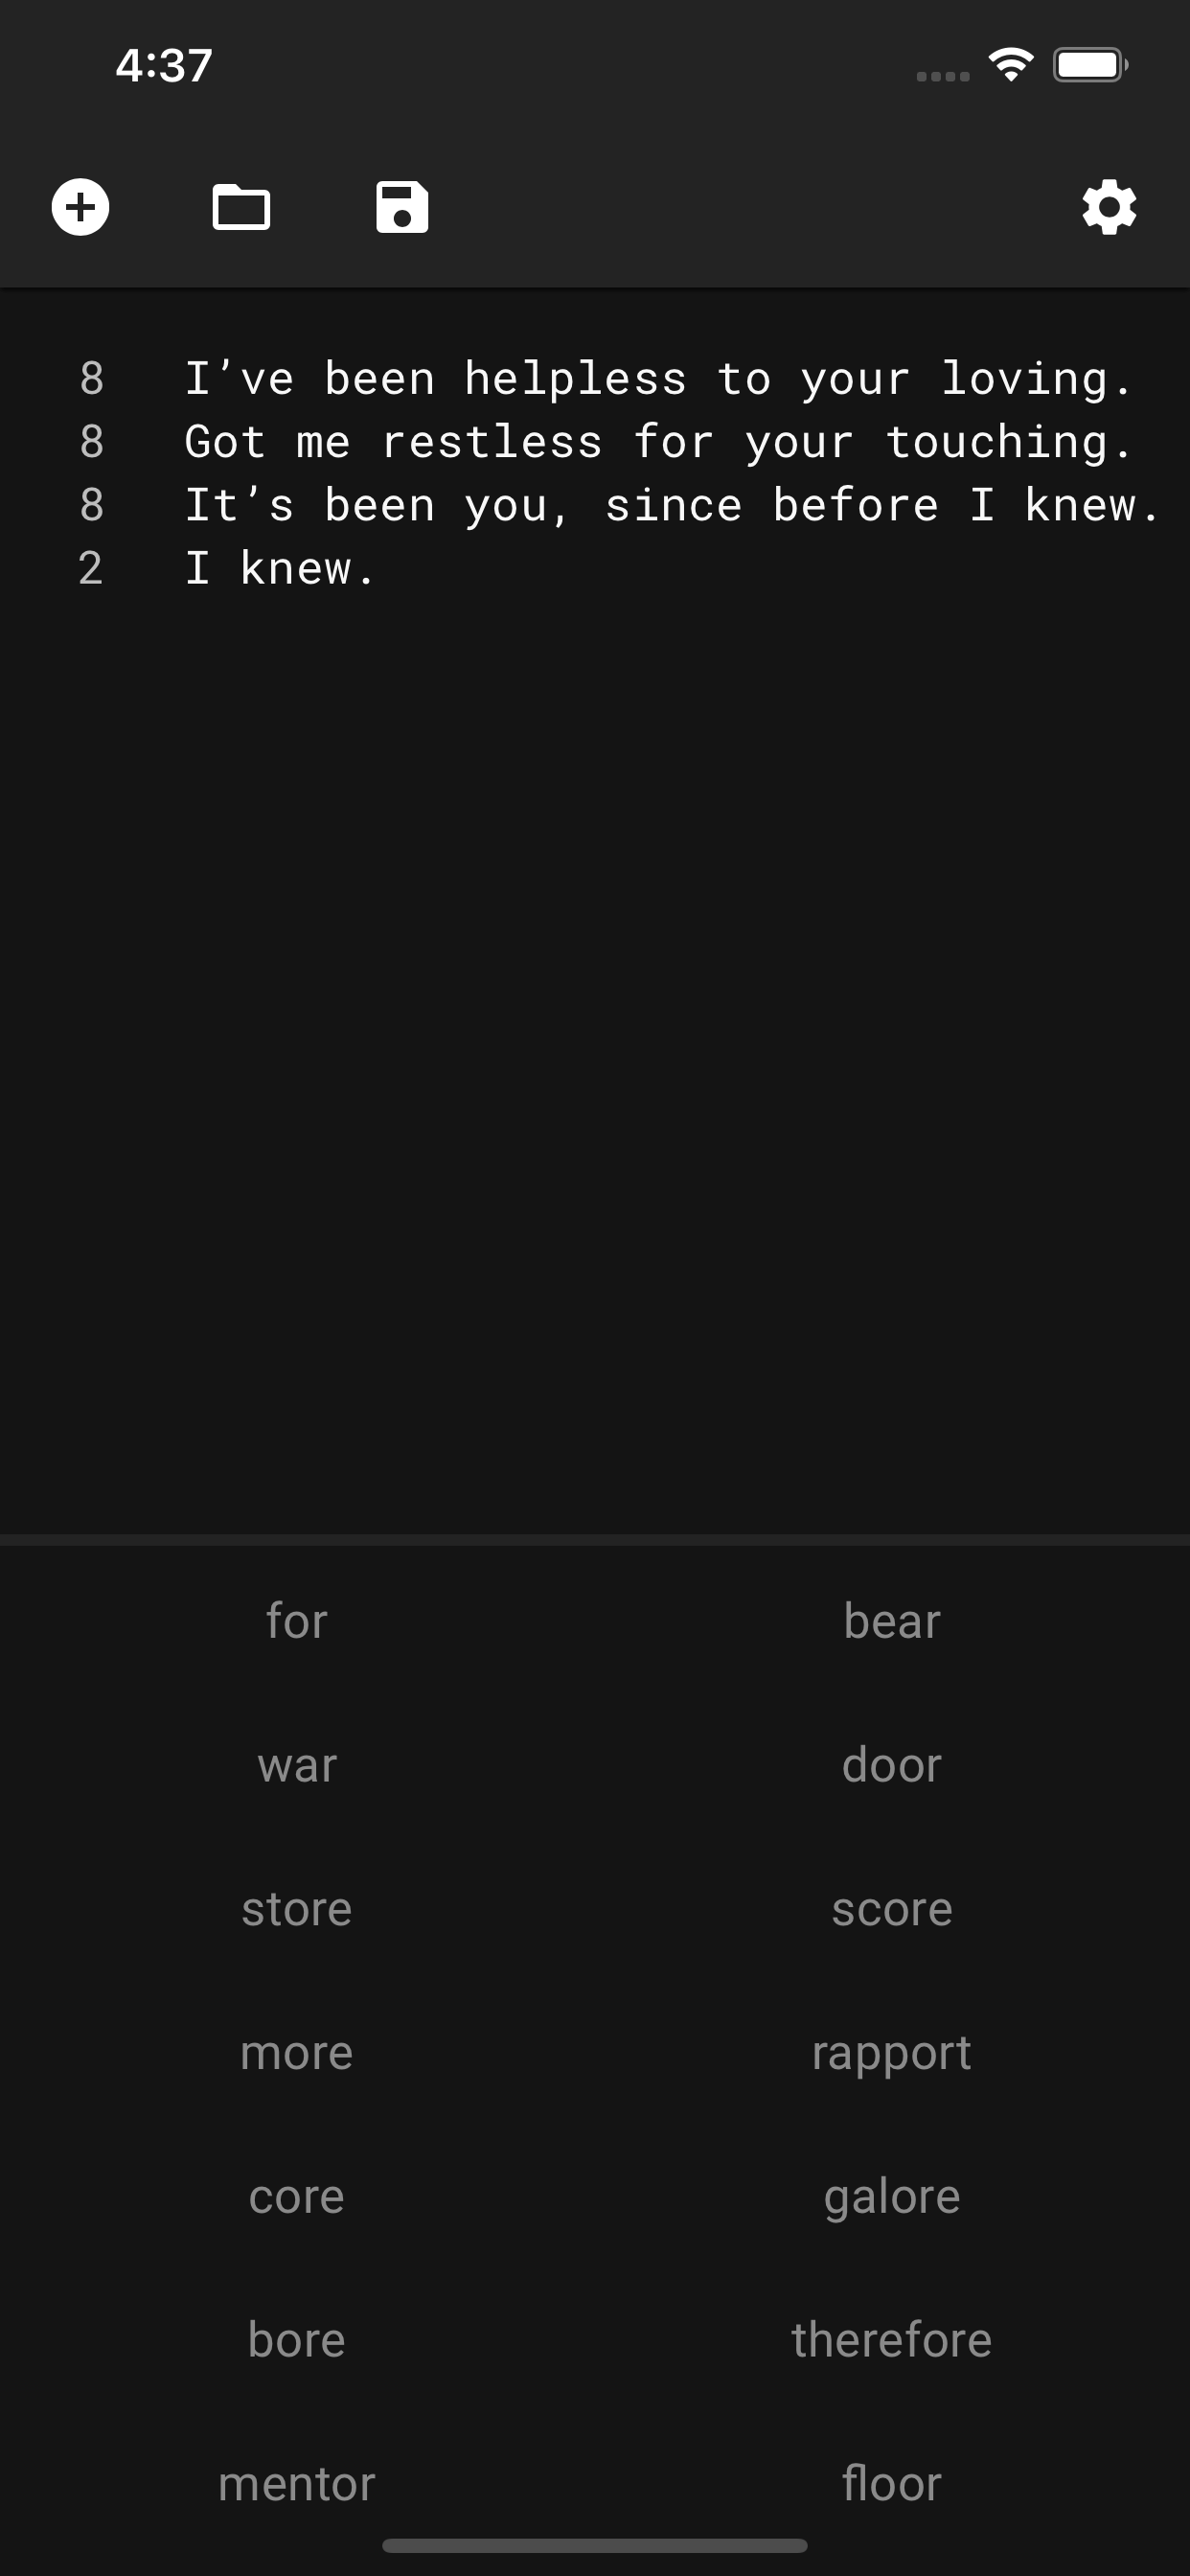 4:37
8 I’ve been helpless to your loving.
8 Got me restless for your touching.
8 It’s been you, since before I knew.
2 I knew.
for bear
war door
store score
more rapport
core galore
bore therefore
mentor floor